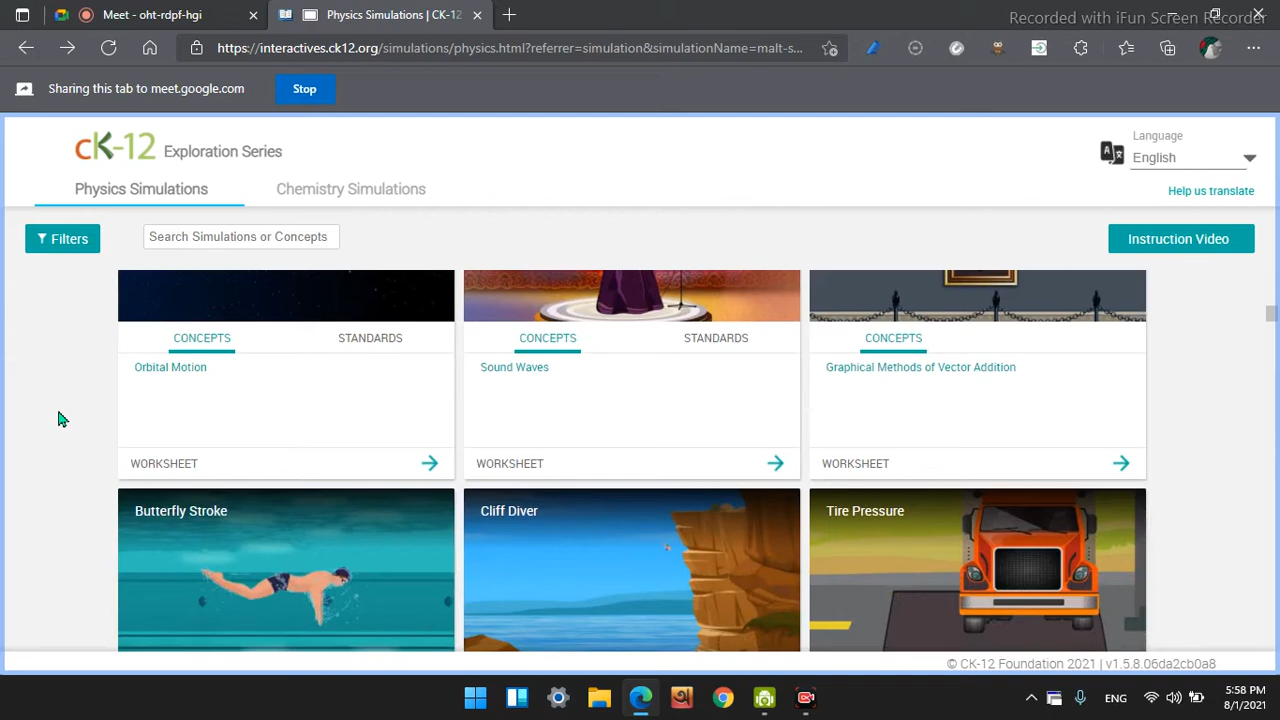 Meet - oht-rdpf-hgi
Physics Simulations | CK-12
Recorded with iFun Screen Recorder
https://interactives.ck12.org/simulations/physics.html?referrer=simulation&simulationName=malt-s...
Sharing this tab to meet.google.com
Stop
cK-12 Exploration Series
Language
English
Physics Simulations
Chemistry Simulations
Help us translate
Filters
Search Simulations or Concepts
Instruction Video
CONCEPTS
STANDARDS
CONCEPTS
STANDARDS
CONCEPTS
Orbital Motion
Sound Waves
Graphical Methods of Vector Addition
WORKSHEET
WORKSHEET
WORKSHEET
Butterfly Stroke
Cliff Diver
Tire Pressure
© CK-12 Foundation 2021 | v1.5.8.06da2cb0a8
ENG
5:58 PM
8/1/2021